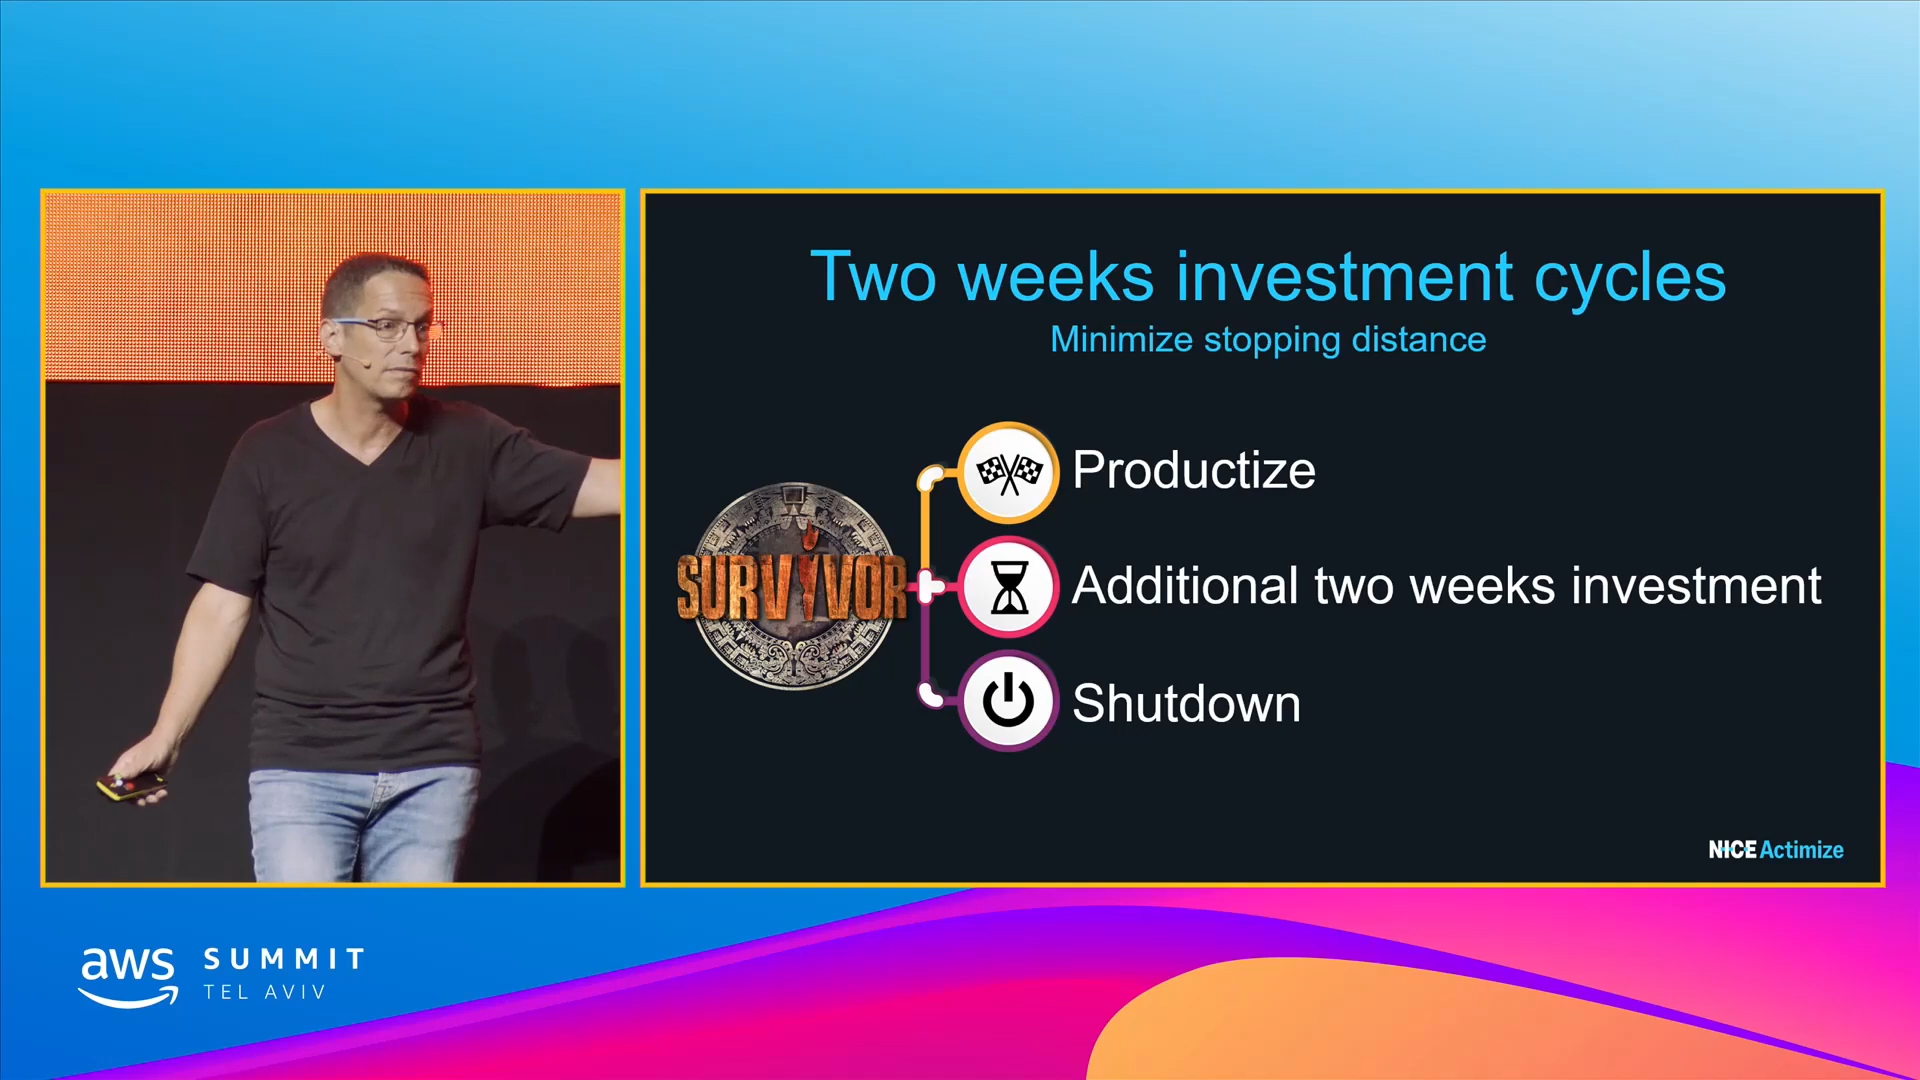 Two weeks investment cycles
Minimize stopping distance
SURVIVOR
Productize
Additional two weeks investment
Shutdown
NICE Actimize
aws SUMMIT
TEL AVIV